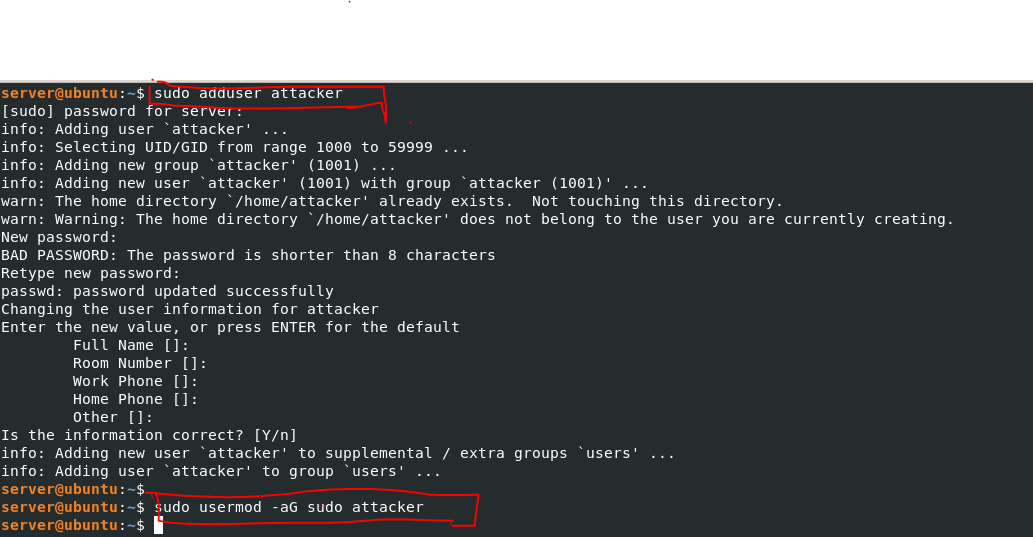 server@ubuntu:~$ sudo adduser attacker
[sudo] password for server:
info: Adding user `attacker' ...
info: Selecting UID/GID from range 1000 to 59999 ...
info: Adding new group `attacker' (1001) ...
info: Adding new user `attacker' (1001) with group `attacker (1001)' ...
warn: The home directory `/home/attacker' already exists.  Not touching this directory.
warn: Warning: The home directory `/home/attacker' does not belong to the user you are currently creating.
New password:
BAD PASSWORD: The password is shorter than 8 characters
Retype new password:
passwd: password updated successfully
Changing the user information for attacker
Enter the new value, or press ENTER for the default
        Full Name []:
        Room Number []:
        Work Phone []:
        Home Phone []:
        Other []:
Is the information correct? [Y/n]
info: Adding new user `attacker' to supplemental / extra groups `users' ...
info: Adding user `attacker' to group `users' ...
server@ubuntu:~$
server@ubuntu:~$ sudo usermod -aG sudo attacker
server@ubuntu:~$